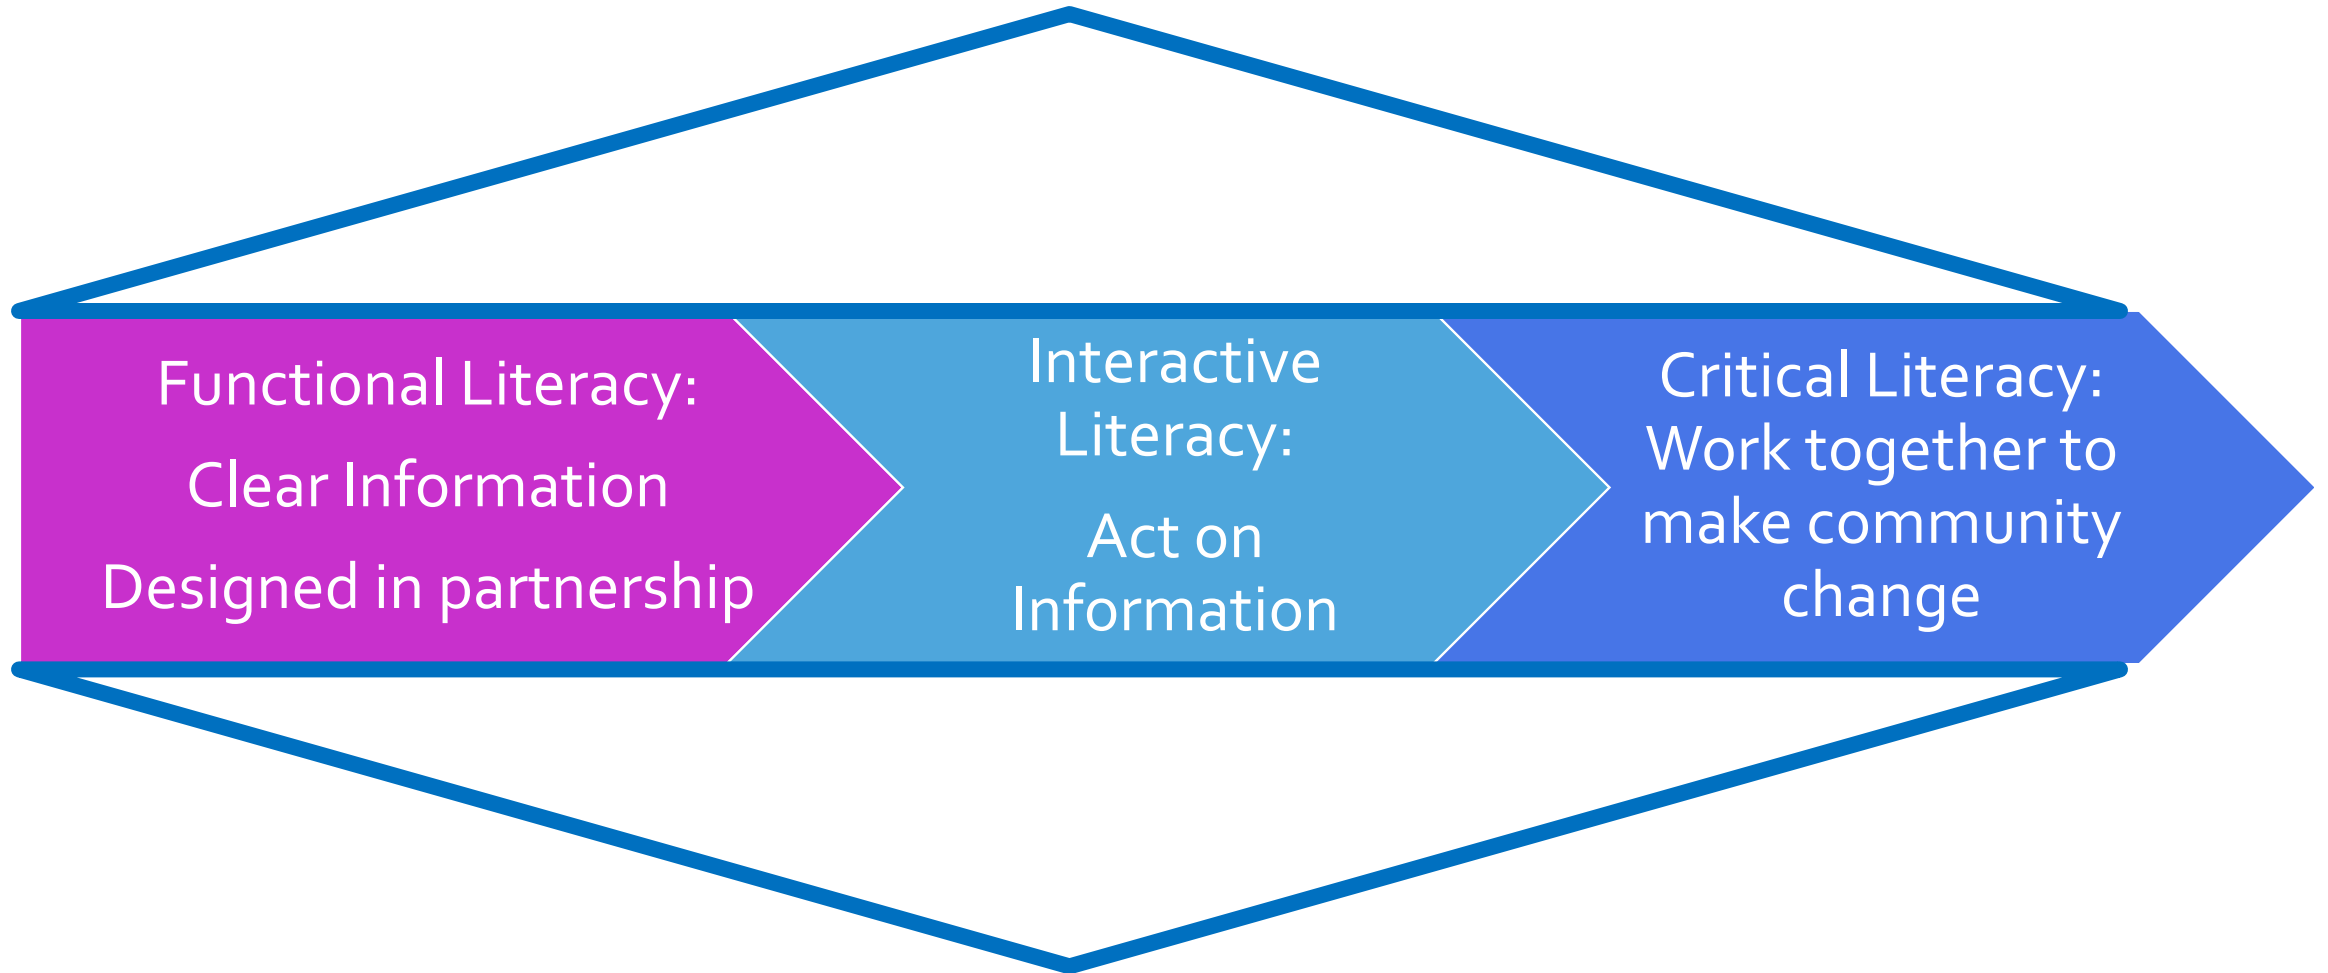 Functional Literacy:
Clear Information
Designed in partnership
Interactive
Literacy:
Act on
Information
Critical Literacy:
Work together to
make community
change